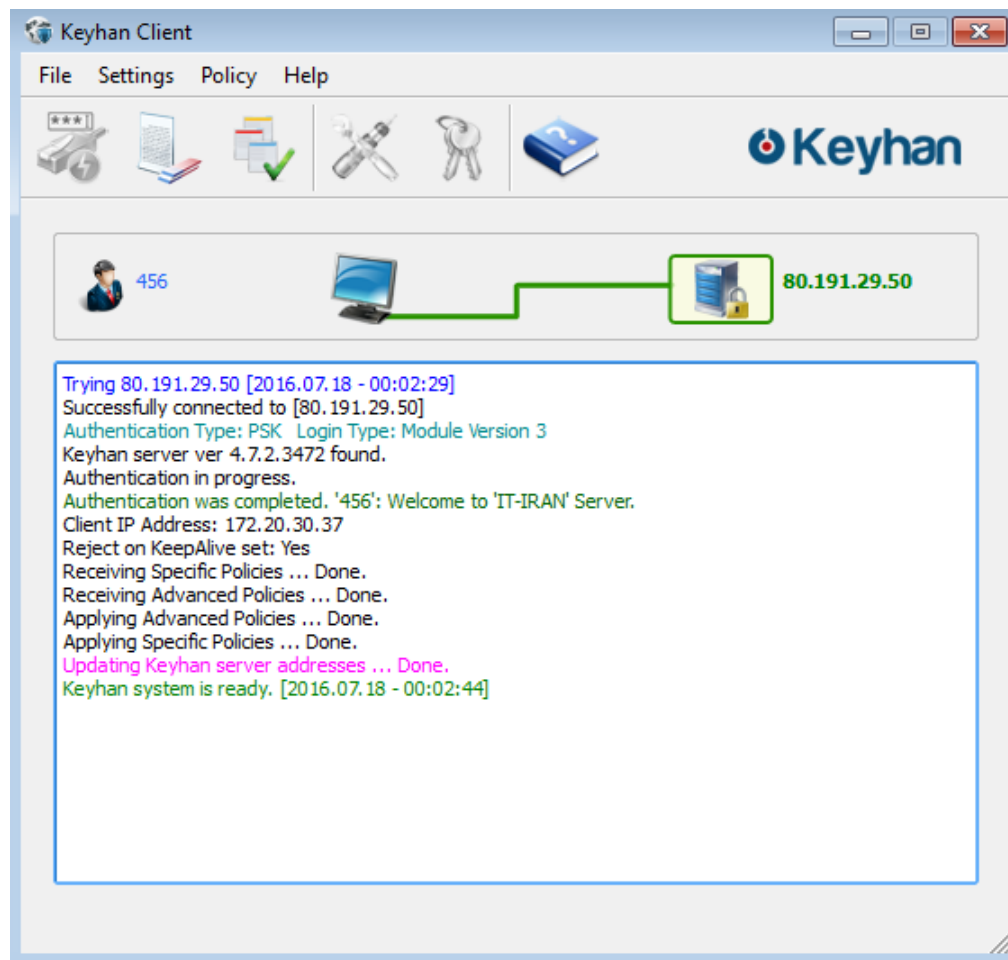 Keyhan Client
File Settings Policy Help
***
Keyhan
456
80.191.29.50
Trying 80.191.29.50 [2016.07.18 - 00:02:29]
Successfully connected to [80.191.29.50]
Authentication Type: PSK Login Type: Module Version 3
Keyhan server ver 4.7.2.3472 found.
Authentication in progress.
Authentication was completed. '456': Welcome to 'IT-IRAN' Server.
Client IP Address: 172.20.30.37
Reject on KeepAlive set: Yes
Receiving Specific Policies ... Done.
Receiving Advanced Policies ... Done.
Applying Advanced Policies ... Done.
Applying Specific Policies ... Done.
Updating Keyhan server addresses ... Done.
Keyhan system is ready. [2016.07.18 - 00:02:44]